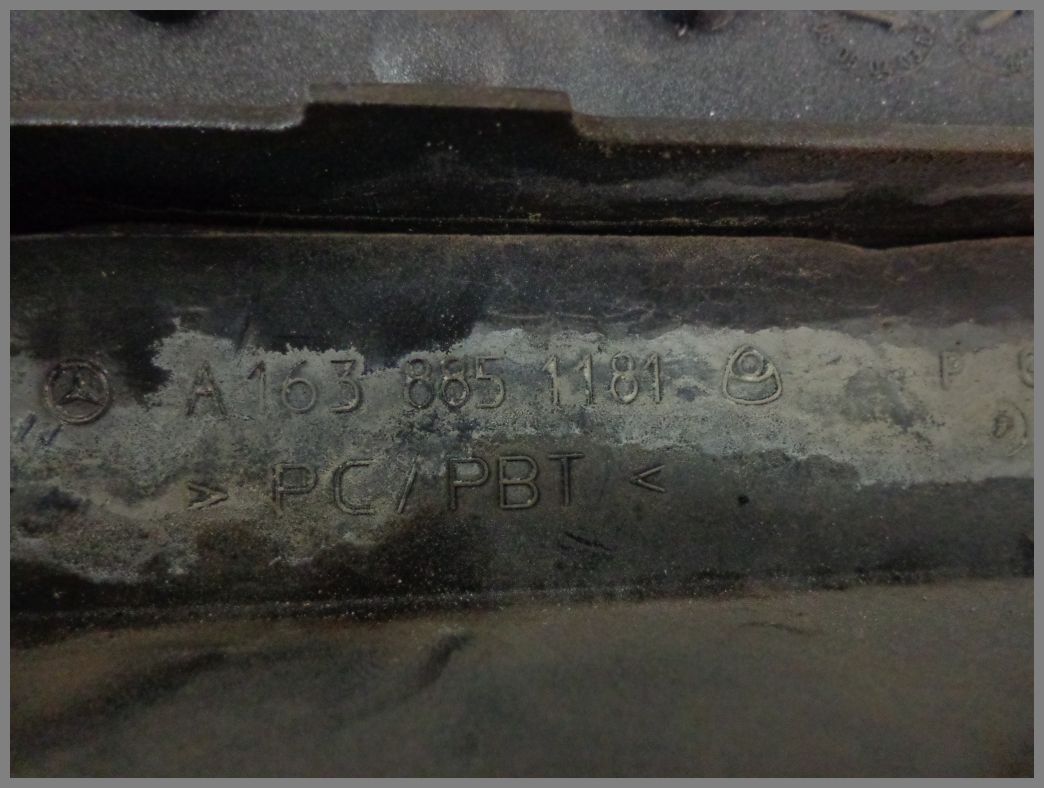 A 163 885 1181
> PC / PBT <